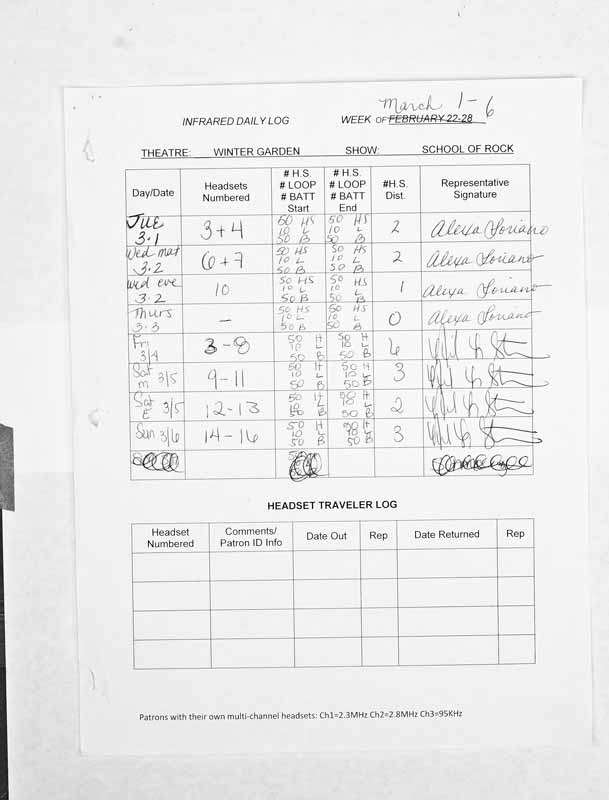 March 1-6
INFRARED DAILY LOG WEEK OF FEBRUARY 22-28
THEATRE: WINTER GARDEN SHOW: SCHOOL OF ROCK
Day/Date Headsets Numbered # H.S. # LOOP # BATT Start # H.S. # LOOP # BATT End #H.S. Dist. Representative Signature
Tue 3·1 3+4 50 HS 10 L 50 B 50 HS 10 L 50 B 2 Alexa Soriano
Wed mat 3·2 6+7 50 HS 10 L 50 B 50 HS 10 L 50 B 2 Alexa Soriano
Wed eve 3·2 10 50 HS 10 L 50 B 50 HS 10 L 50 B 1 Alexa Soriano
Thurs 3·3 – 50 HS 10 L 50 B 50 HS 10 L 50 B 0 Alexa Soriano
Fri 3/4 3-8 50 H 10 L 50 B 50 H 10 L 50 B 6
Sat m 3/5 9-11 50 H 10 L 50 B 50 H 10 L 50 B 3
Sat E 3/5 12-13 50 H 10 L 50 B 50 H 10 L 50 B 2
Sun 3/6 14-16 50 H 10 L 50 B 50 H 10 L 50 B 3
HEADSET TRAVELER LOG
Headset Numbered Comments/ Patron ID Info Date Out Rep Date Returned Rep
Patrons with their own multi-channel headsets: Ch1=2.3MHz Ch2=2.8MHz Ch3=95KHz